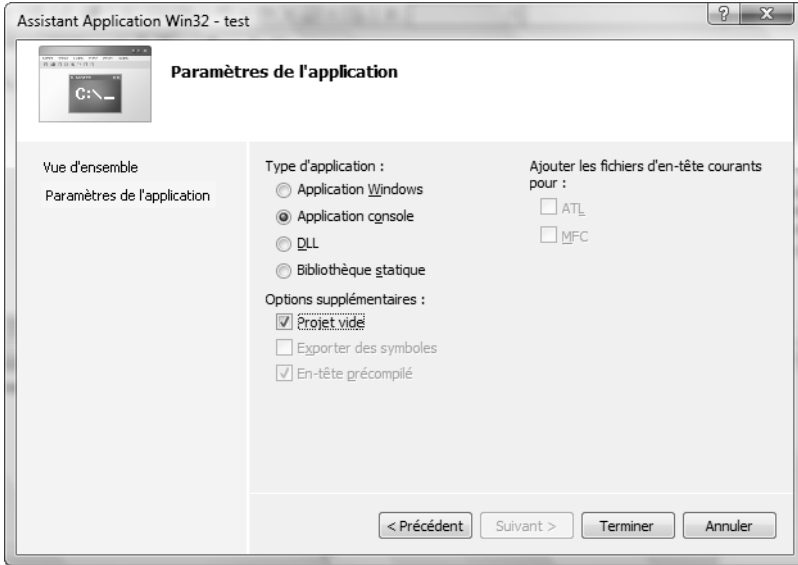 Assistant Application Win32 - test
C:\_
Paramètres de l'application
Vue d'ensemble
Paramètres de l'application
Type d'application :
Application Windows
Application console
DLL
Bibliothèque statique
Options supplémentaires :
Projet vide
Exporter des symboles
En-tête précompilé
Ajouter les fichiers d'en-tête courants
pour :
ATL
MFC
< Précédent
Suivant >
Terminer
Annuler